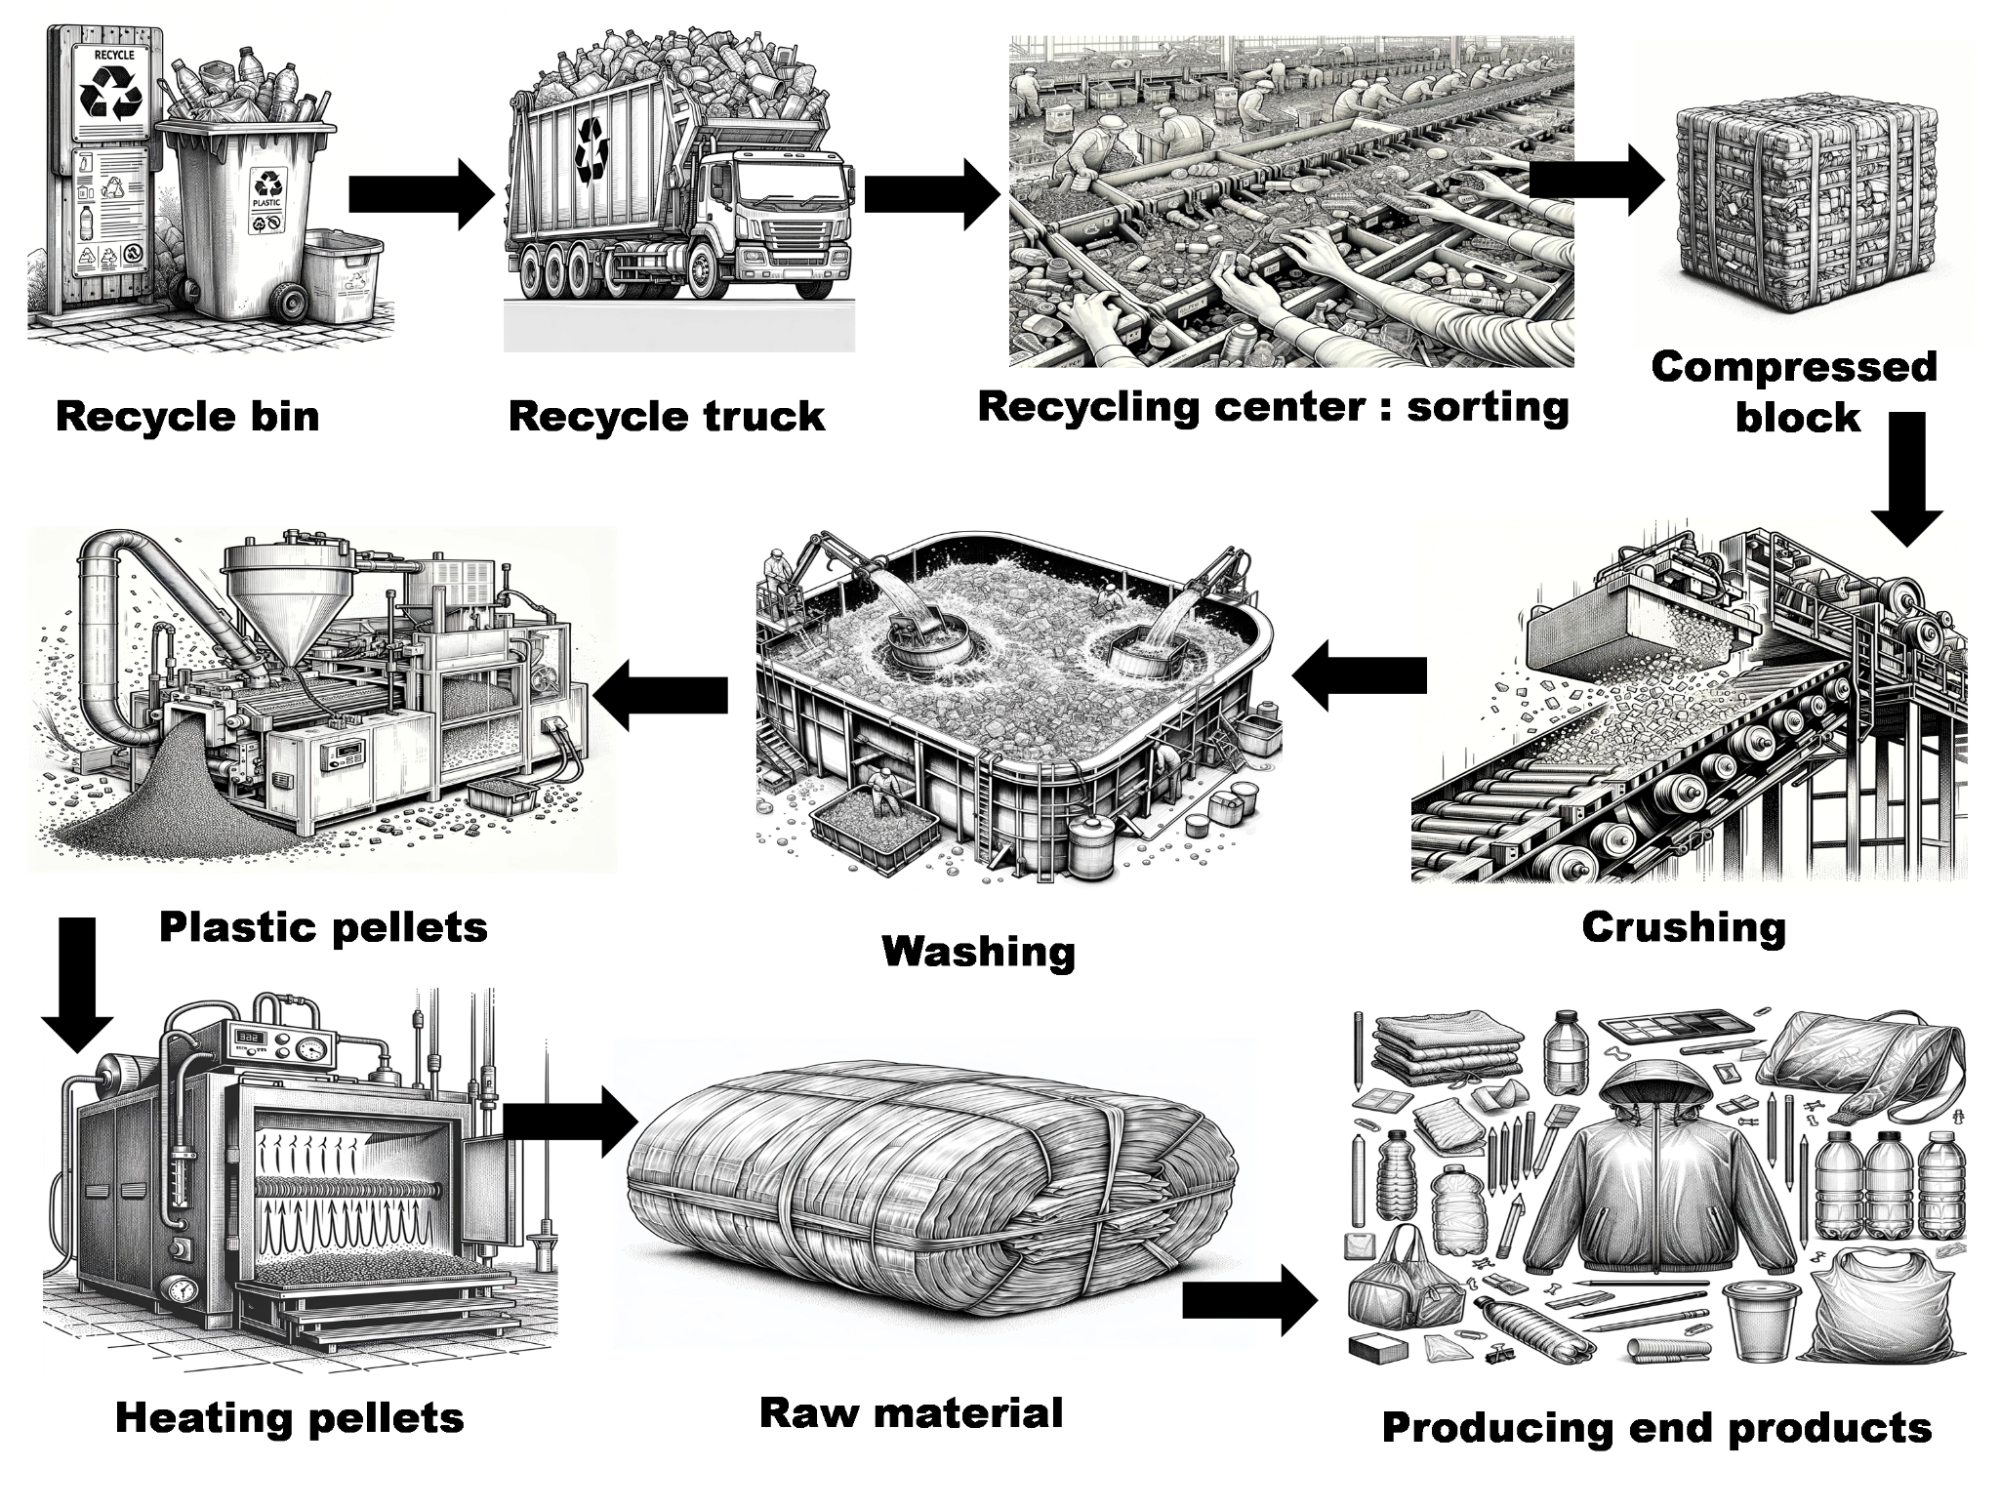 RECYCLE
PLASTIC
Recycle bin
Recycle truck
Recycling center : sorting
Compressed
block
Plastic pellets
Washing
Crushing
Heating pellets
Raw material
Producing end products